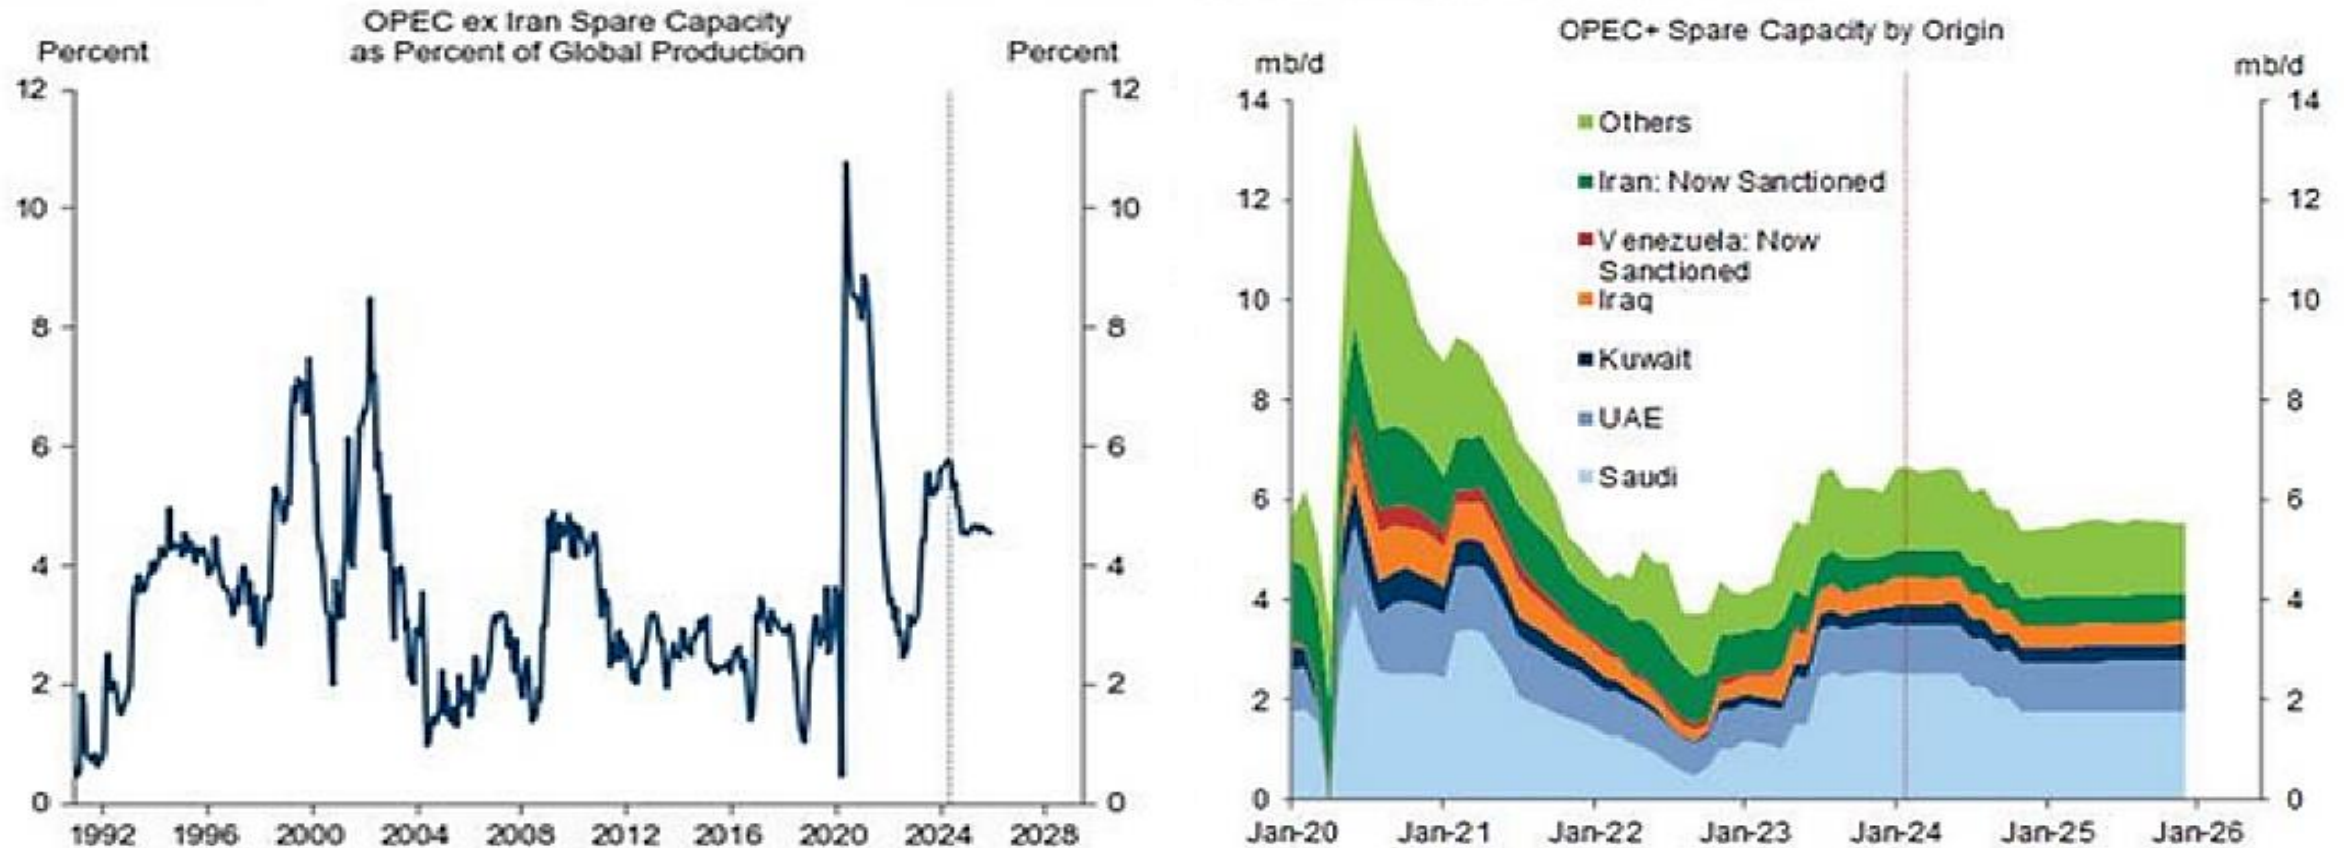 OPEC ex Iran Spare Capacity
as Percent of Global Production
Percent
Percent
12
10
8
6
4
2
0
12
10
8
6
4
2
0
1992 1996 2000 2004 2008 2012 2016 2020 2024 2028
OPEC+ Spare Capacity by Origin
mb/d
mb/d
14
12
10
8
6
4
2
0
Others
Iran: Now Sanctioned
Venezuela: Now
Sanctioned
Iraq
Kuwait
UAE
Saudi
14
12
10
8
6
4
2
0
Jan-20 Jan-21 Jan-22 Jan-23 Jan-24 Jan-25 Jan-26